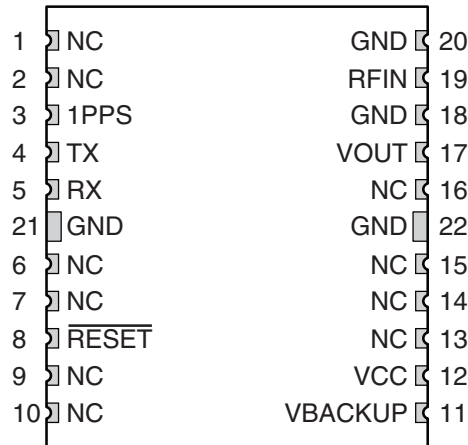 1 NC GND 20
2 NC RFIN 19
3 1PPS GND 18
4 TX VOUT 17
5 RX NC 16
21 GND GND 22
6 NC NC 15
7 NC NC 14
8 RESET NC 13
9 NC VCC 12
10 NC VBACKUP 11